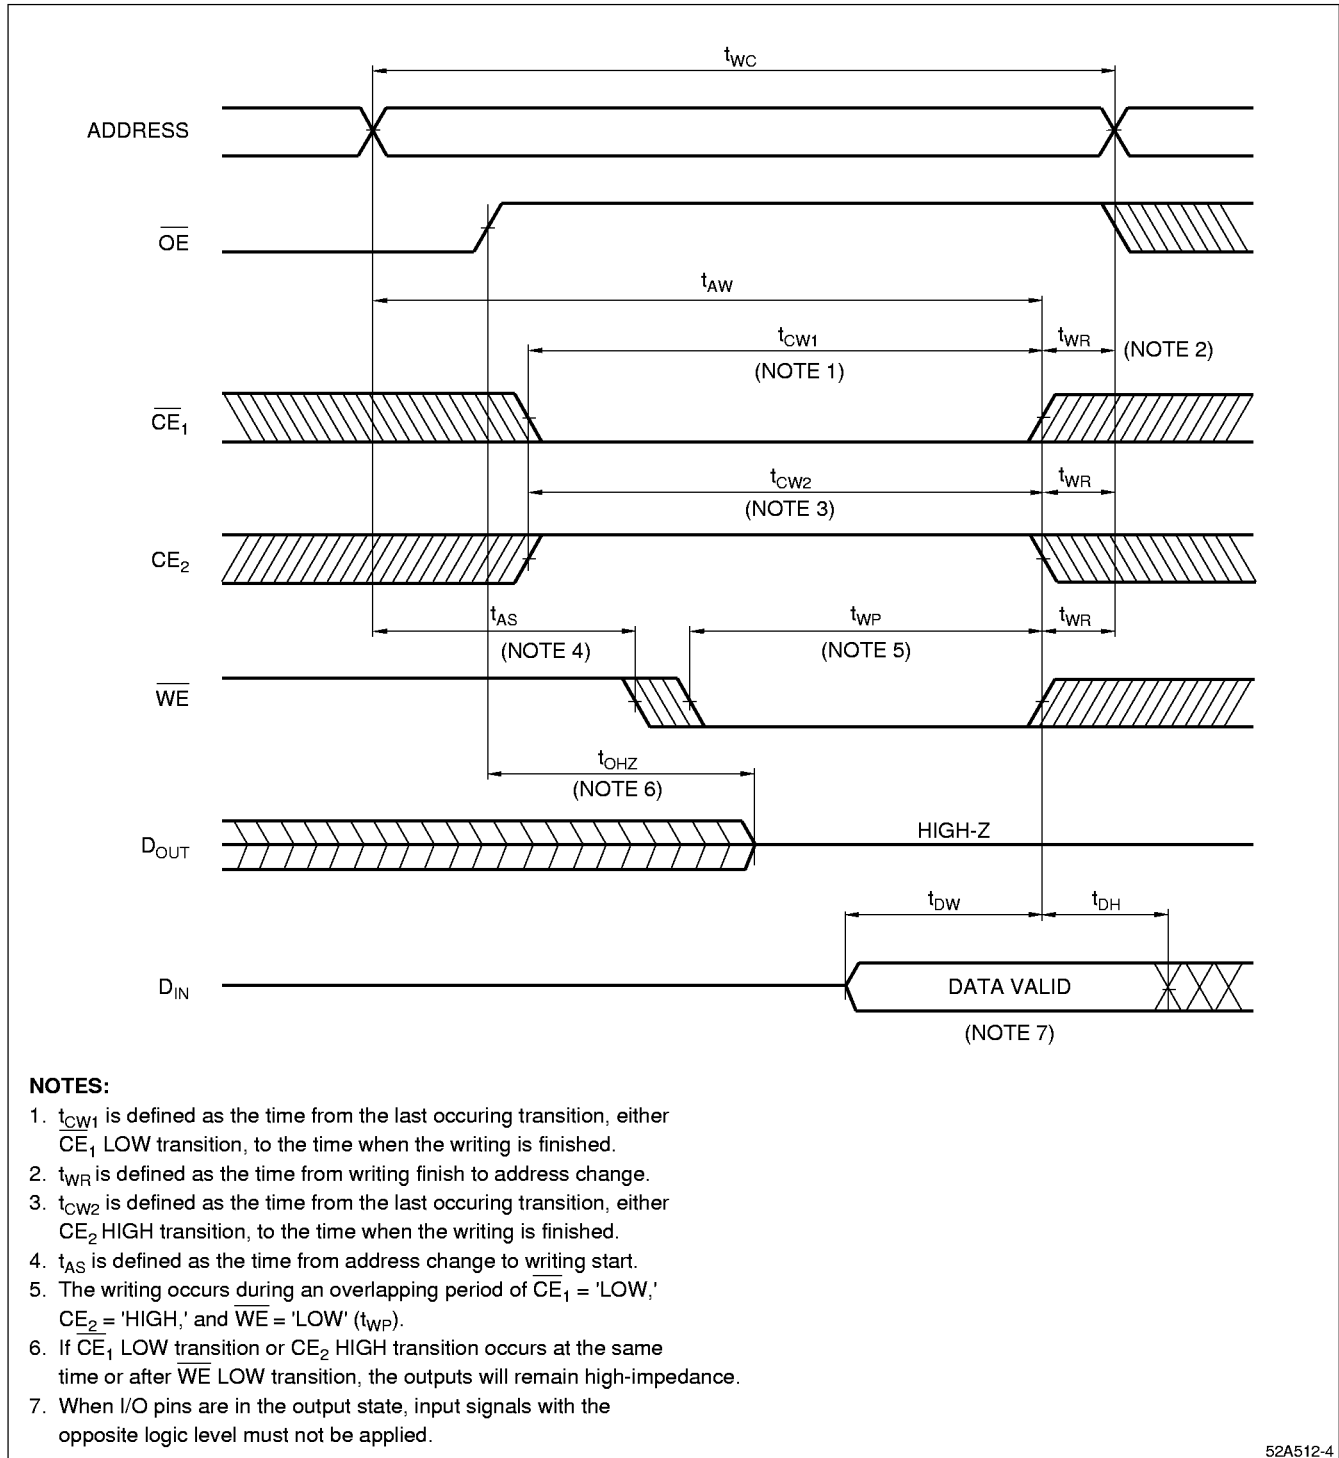 tWC
ADDRESS
OE
tAW
tCW1 tWR
(NOTE 1) (NOTE 2)
CE1
tCW2 tWR
(NOTE 3)
CE2
tAS tWP tWR
(NOTE 4) (NOTE 5)
WE
tOHZ
(NOTE 6)
HIGH-Z
DOUT
tDW tDH
DIN DATA VALID
(NOTE 7)
NOTES:
1. tCW1 is defined as the time from the last occuring transition, either
CE1 LOW transition, to the time when the writing is finished.
2. tWR is defined as the time from writing finish to address change.
3. tCW2 is defined as the time from the last occuring transition, either
CE2 HIGH transition, to the time when the writing is finished.
4. tAS is defined as the time from address change to writing start.
5. The writing occurs during an overlapping period of CE1 = 'LOW,'
CE2 = 'HIGH,' and WE = 'LOW' (tWP).
6. If CE1 LOW transition or CE2 HIGH transition occurs at the same
time or after WE LOW transition, the outputs will remain high-impedance.
7. When I/O pins are in the output state, input signals with the
opposite logic level must not be applied.
52A512-4